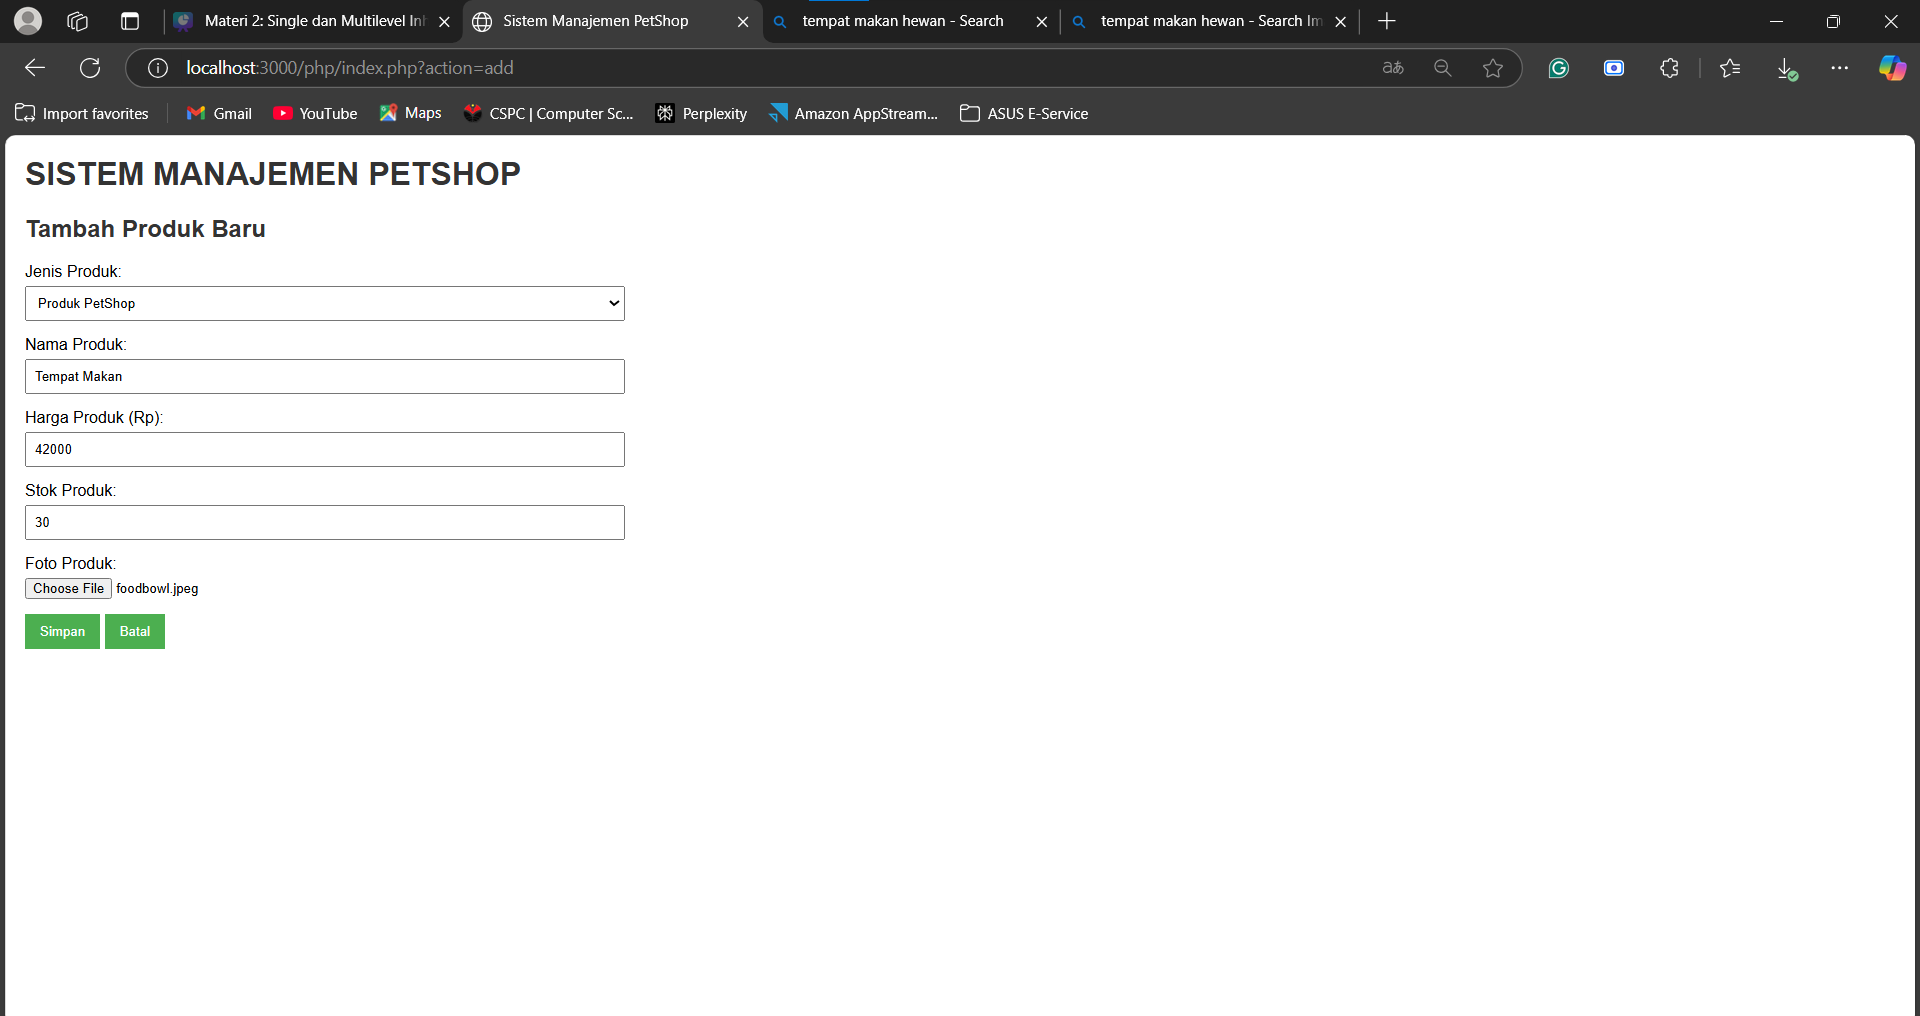 Materi 2: Single dan Multilevel Inh
Sistem Manajemen PetShop
tempat makan hewan - Search
tempat makan hewan - Search Im
localhost:3000/php/index.php?action=add
aあ
Import favorites
Gmail
YouTube
Maps
CSPC | Computer Sc...
Perplexity
Amazon AppStream...
ASUS E-Service
SISTEM MANAJEMEN PETSHOP
Tambah Produk Baru
Jenis Produk:
Produk PetShop
Nama Produk:
Tempat Makan
Harga Produk (Rp):
42000
Stok Produk:
30
Foto Produk:
Choose File foodbowl.jpeg
Simpan Batal